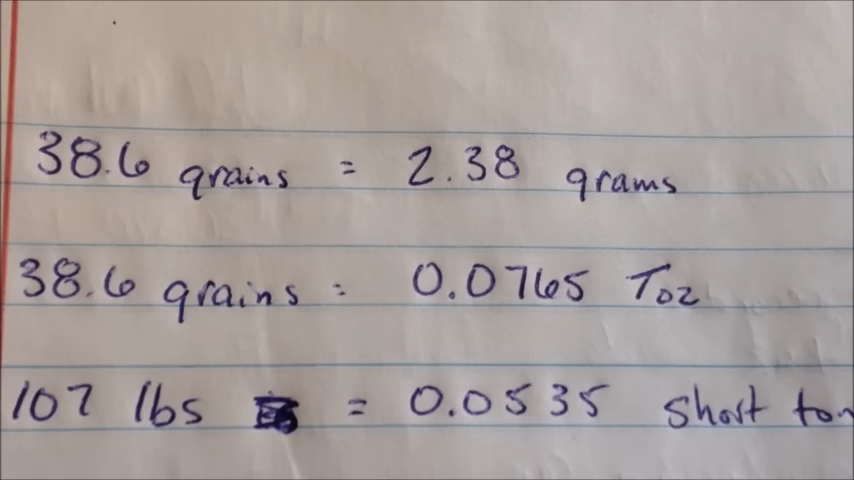 38.6 grains = 2.38 grams
38.6 grains = 0.0765 Toz
107 lbs = 0.0535 short ton